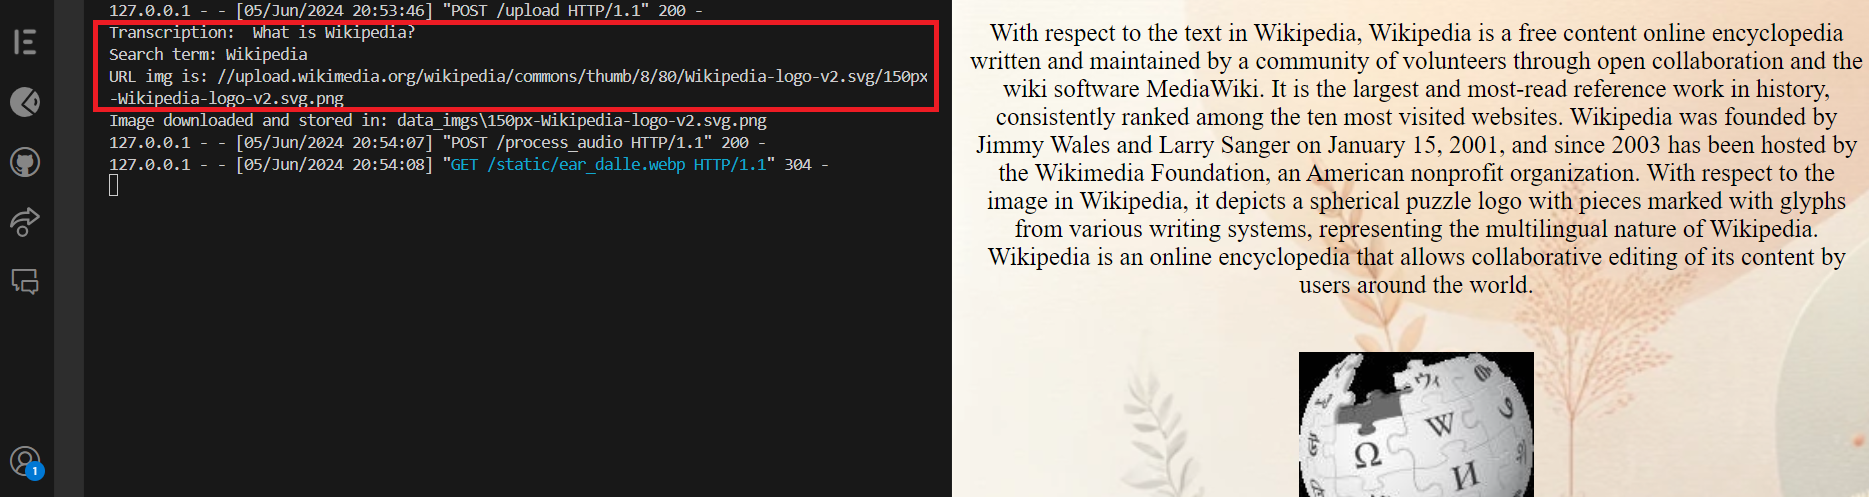 127.0.0.1 - - [05/Jun/2024 20:53:46] "POST /upload HTTP/1.1" 200 -
Transcription:  What is Wikipedia?
Search term: Wikipedia
URL img is: //upload.wikimedia.org/wikipedia/commons/thumb/8/80/Wikipedia-logo-v2.svg/150px
-Wikipedia-logo-v2.svg.png
Image downloaded and stored in: data_imgs\150px-Wikipedia-logo-v2.svg.png
127.0.0.1 - - [05/Jun/2024 20:54:07] "POST /process_audio HTTP/1.1" 200 -
127.0.0.1 - - [05/Jun/2024 20:54:08] "GET /static/ear_dalle.webp HTTP/1.1" 304 -
1
With respect to the text in Wikipedia, Wikipedia is a free content online encyclopedia
written and maintained by a community of volunteers through open collaboration and the
wiki software MediaWiki. It is the largest and most-read reference work in history,
consistently ranked among the ten most visited websites. Wikipedia was founded by
Jimmy Wales and Larry Sanger on January 15, 2001, and since 2003 has been hosted by
the Wikimedia Foundation, an American nonprofit organization. With respect to the
image in Wikipedia, it depicts a spherical puzzle logo with pieces marked with glyphs
from various writing systems, representing the multilingual nature of Wikipedia.
Wikipedia is an online encyclopedia that allows collaborative editing of its content by
users around the world.
W
Ω
И